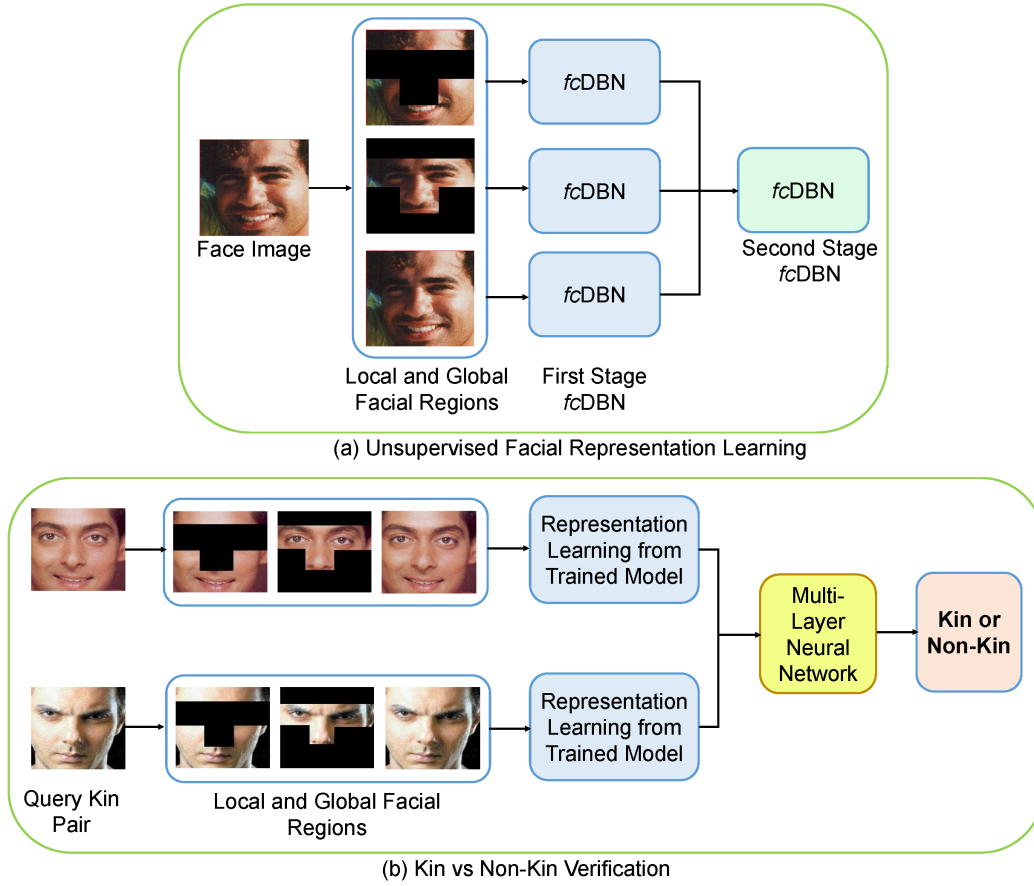 fcDBN
fcDBN
fcDBN
fcDBN
Face Image
Second Stage
fcDBN
Local and Global
Facial Regions
First Stage
fcDBN
(a) Unsupervised Facial Representation Learning
Representation
Learning from
Trained Model
Multi-
Layer
Neural
Network
Kin or
Non-Kin
Representation
Learning from
Trained Model
Query Kin
Pair
Local and Global Facial
Regions
(b) Kin vs Non-Kin Verification